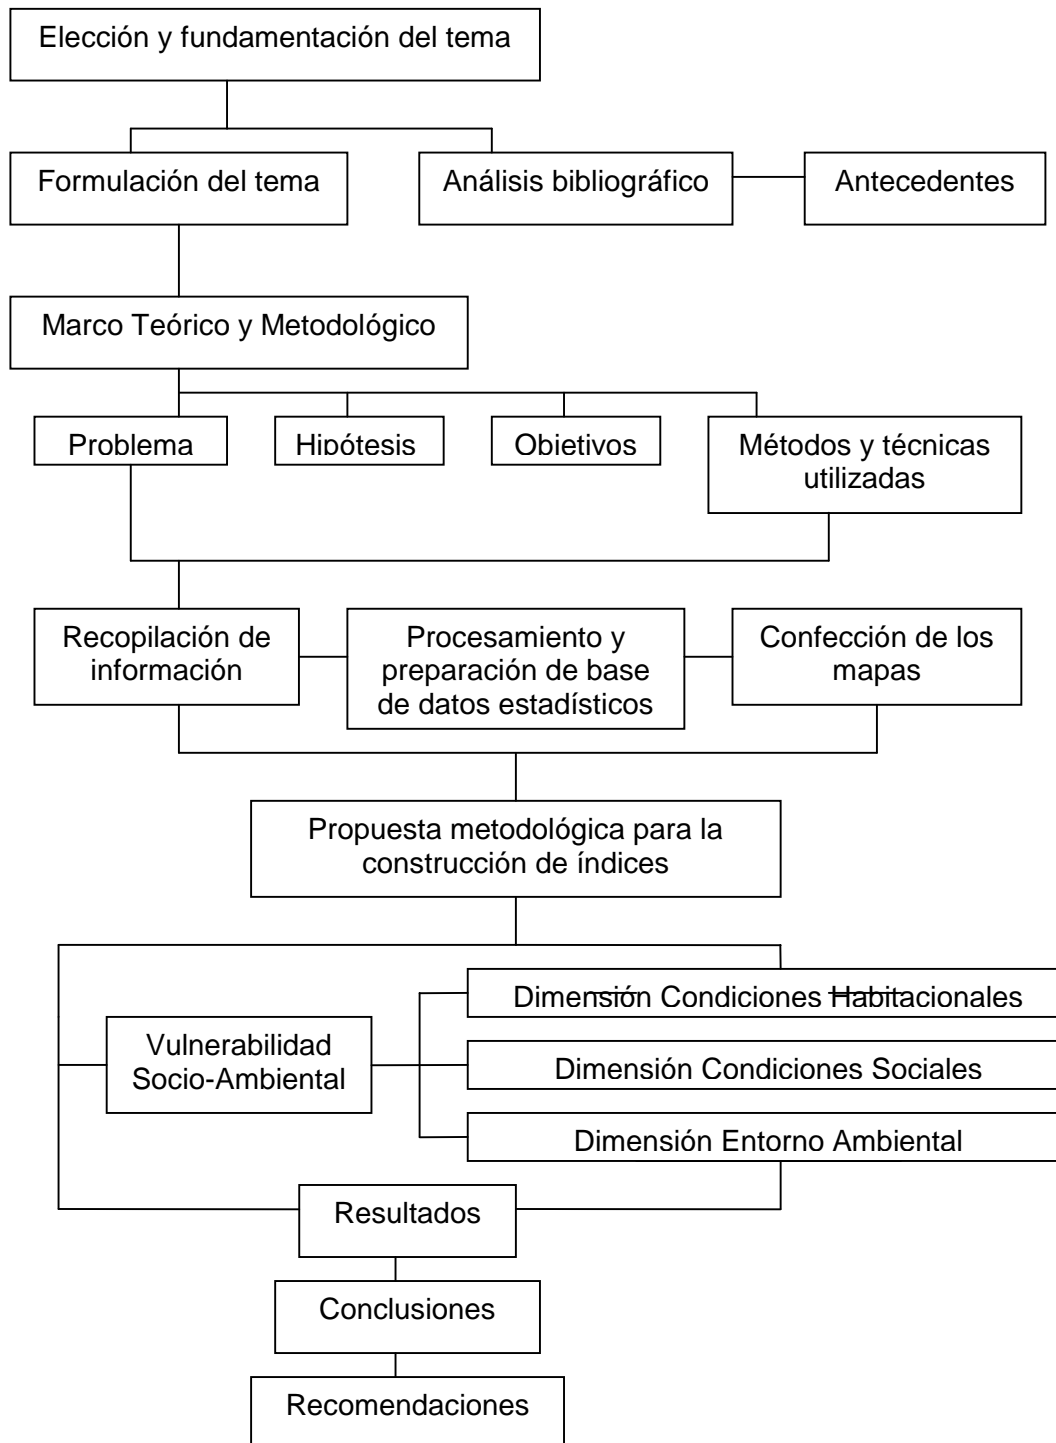 Elección y fundamentación del tema
Formulación del tema
Análisis bibliográfico
Antecedentes
Marco Teórico y Metodológico
Problema
Hipótesis
Objetivos
Métodos y técnicas
utilizadas
Recopilación de
información
Procesamiento y
preparación de base
de datos estadísticos
Confección de los
mapas
Propuesta metodológica para la
construcción de índices
Vulnerabilidad
Socio-Ambiental
Dimensión Condiciones Habitacionales
Dimensión Condiciones Sociales
Dimensión Entorno Ambiental
Resultados
Conclusiones
Recomendaciones